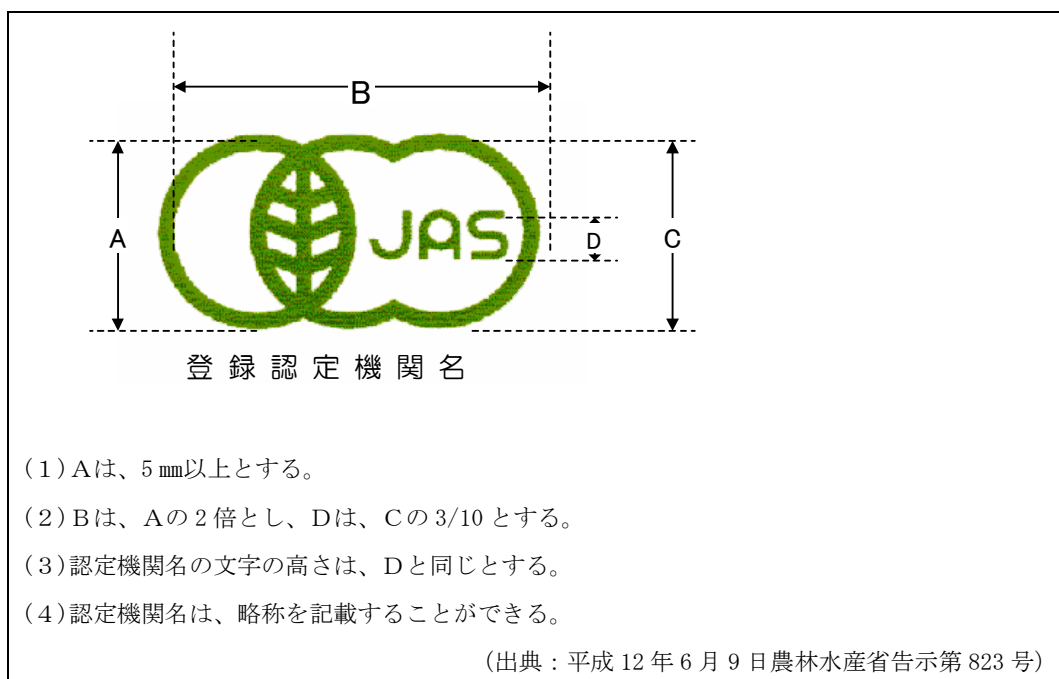 B
A
JAS
D
C
登録認定機関名
(1)Aは、5㎜以上とする。
(2)Bは、Aの2倍とし、Dは、Cの3/10とする。
(3)認定機関名の文字の高さは、Dと同じとする。
(4)認定機関名は、略称を記載することができる。
(出典:平成12年6月9日農林水産省告示第823号)